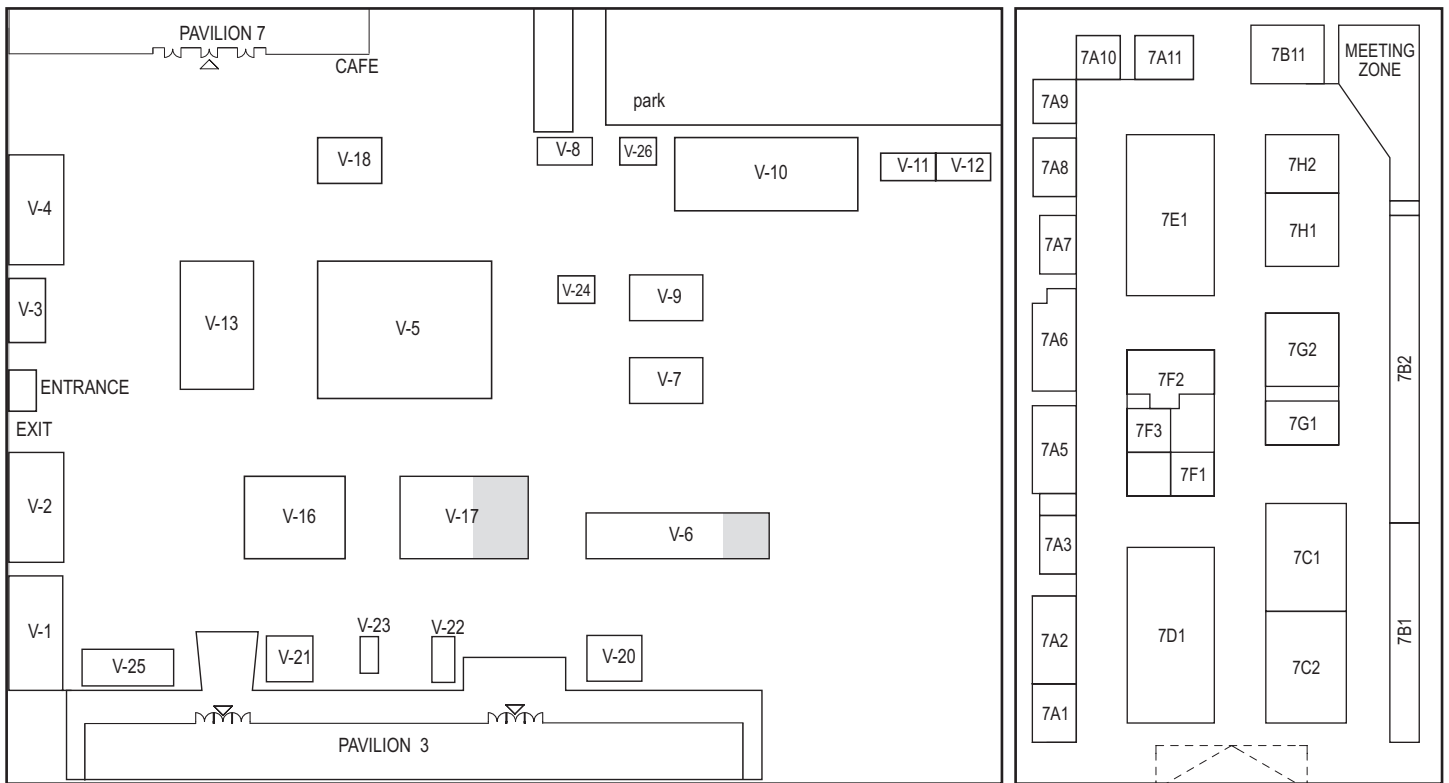 PAVILION 7
CAFE
park
V-18
V-8
V-26
V-10
V-11
V-12
V-4
V-3
V-13
V-5
V-24
V-9
V-7
ENTRANCE
EXIT
V-2
V-16
V-17
V-6
V-1
V-25
V-21
V-23
V-22
V-20
PAVILION 3
7A10
7A11
7B11
MEETING
ZONE
7A9
7A8
7E1
7H2
7H1
7A7
7A6
7G2
7F2
7B2
7G1
7F3
7A5
7F1
7A3
7C1
7A2
7D1
7B1
7C2
7A1